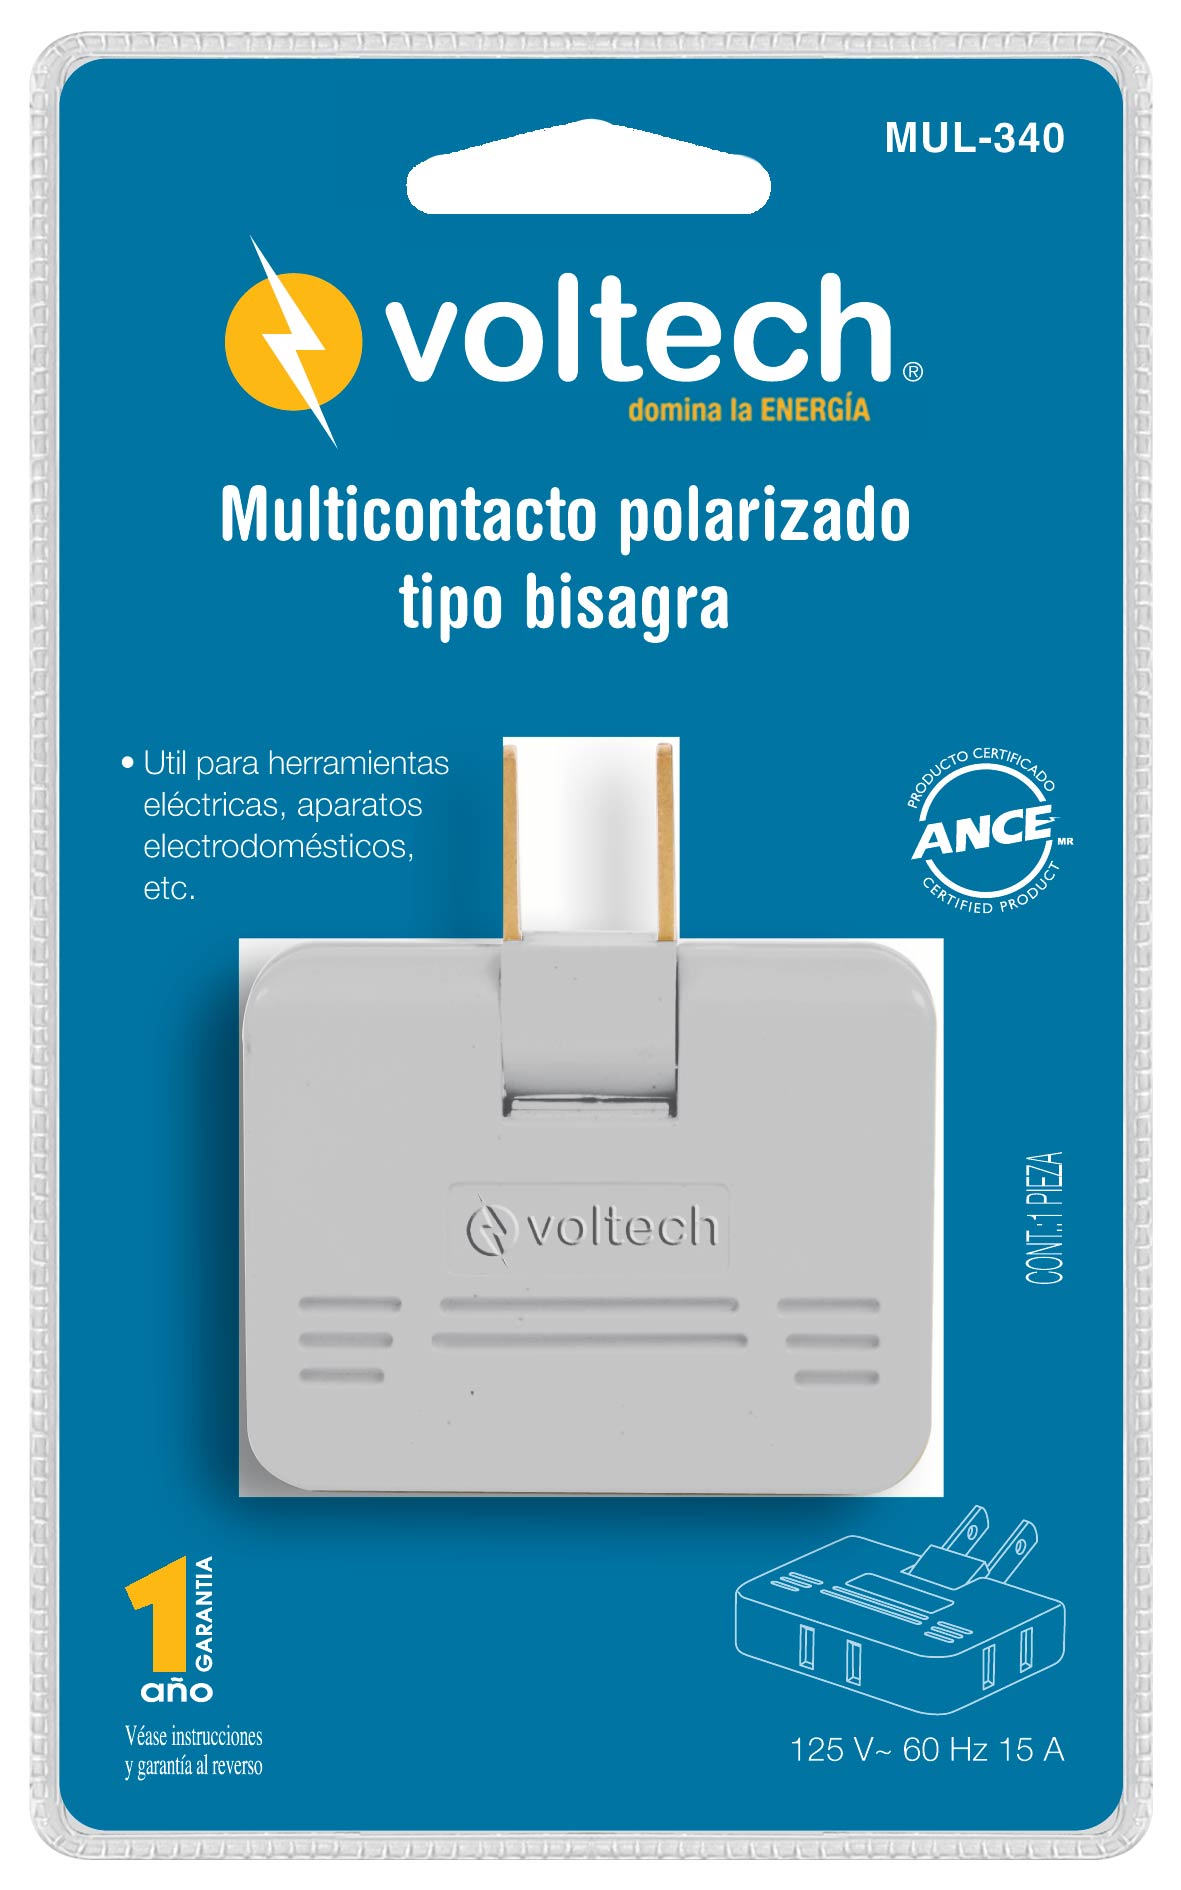 MUL-340
voltech®
domina la ENERGÍA
Multicontacto polarizado
tipo bisagra
• Util para herramientas
eléctricas, aparatos
electrodomésticos,
etc.
PRODUCTO CERTIFICADO
ANCE MR
CERTIFIED PRODUCT
voltech
CONT.:1 PIEZA
1
GARANTIA
año
Véase instrucciones
y garantía al reverso
125 V~ 60 Hz 15 A